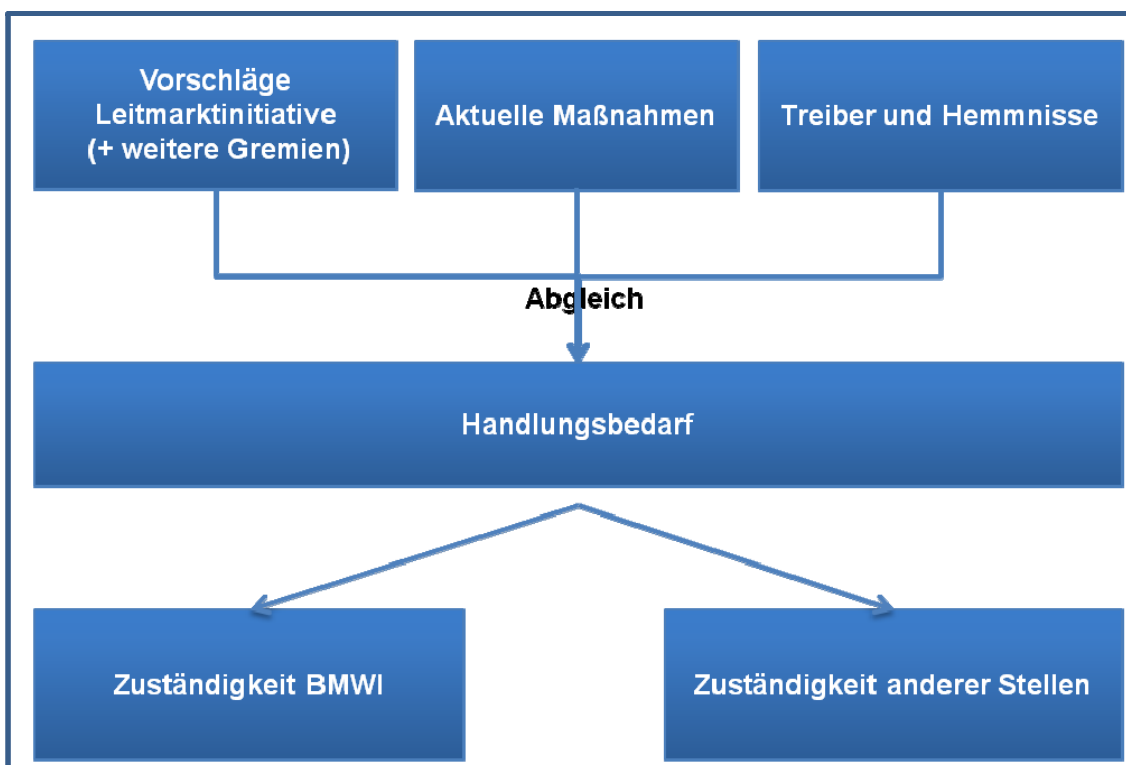 Vorschläge
Leitmarktinitiative
(+ weitere Gremien)
Aktuelle Maßnahmen
Treiber und Hemmnisse
Abgleich
Handlungsbedarf
Zuständigkeit BMWI
Zuständigkeit anderer Stellen